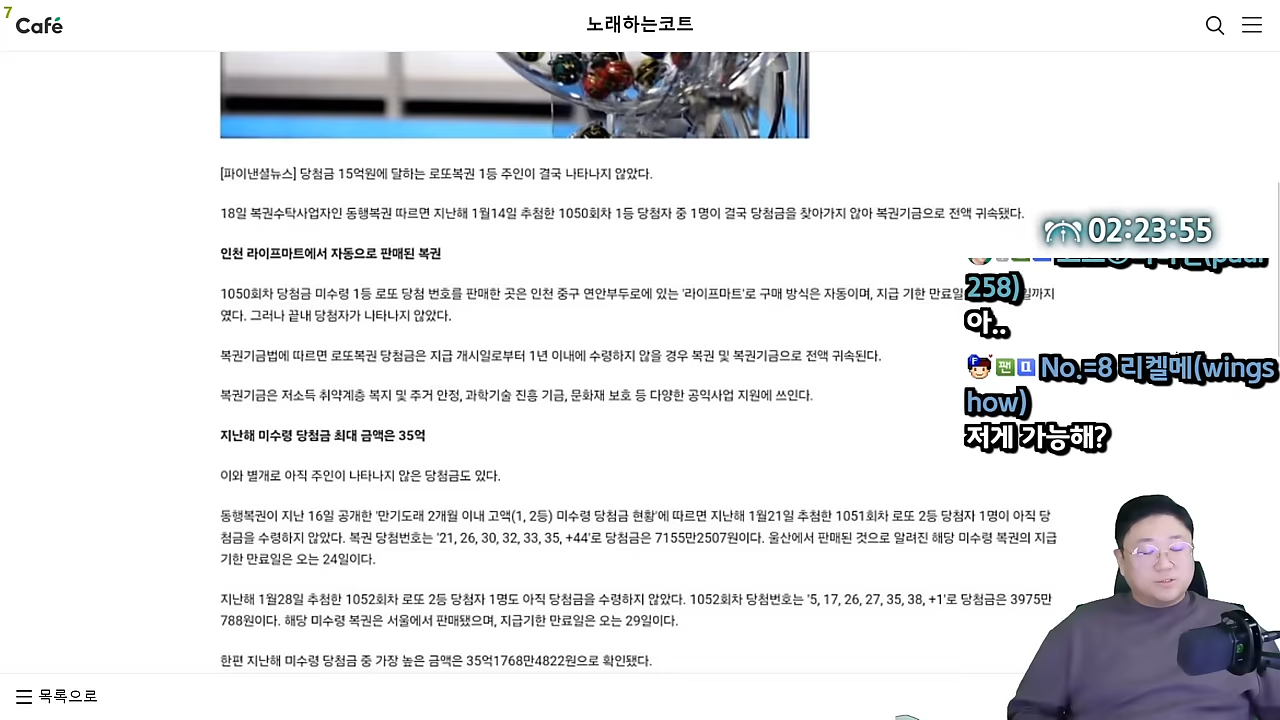 7
Café
노래하는코트
[파이낸셜뉴스] 당첨금 15억원에 달하는 로또복권 1등 주인이 결국 나타나지 않았다.
18일 복권수탁사업자인 동행복권 따르면 지난해 1월14일 추첨한 1050회차 1등 당첨자 중 1명이 결국 당첨금을 찾아가지 않아 복권기금으로 전액 귀속됐다.
02:23:55
인천 라이프마트에서 자동으로 판매된 복권
258)
1050회차 당첨금 미수령 1등 로또 당첨 번호를 판매한 곳은 인천 중구 연안부두로에 있는 '라이프마트'로 구매 방식은 자동이며, 지급 기한 만료일
였다. 그러나 끝내 당첨자가 나타나지 않았다.
아..
복권기금법에 따르면 로또복권 당첨금은 지급 개시일로부터 1년 이내에 수령하지 않을 경우 복권 및 복권기금으로 전액 귀속된다.
팬
No.=8 리켈메(wings
how)
저게 가능해?
복권기금은 저소득 취약계층 복지 및 주거 안정, 과학기술 진흥 기금, 문화재 보호 등 다양한 공익사업 지원에 쓰인다.
지난해 미수령 당첨금 최대 금액은 35억
이와 별개로 아직 주인이 나타나지 않은 당첨금도 있다.
동행복권이 지난 16일 공개한 '만기도래 2개월 이내 고액(1, 2등) 미수령 당첨금 현황'에 따르면 지난해 1월21일 추첨한 1051회차 로또 2등 당첨자 1명이 아직 당
첨금을 수령하지 않았다. 복권 당첨번호는 '21, 26, 30, 32, 33, 35, +44'로 당첨금은 7155만2507원이다. 울산에서 판매된 것으로 알려진 해당 미수령 복권의 지급
기한 만료일은 오는 24일이다.
지난해 1월28일 추첨한 1052회차 로또 2등 당첨자 1명도 아직 당첨금을 수령하지 않았다. 1052회차 당첨번호는 '5, 17, 26, 27, 35, 38, +1'로 당첨금은 3975만
788원이다. 해당 미수령 복권은 서울에서 판매됐으며, 지급기한 만료일은 오는 29일이다.
한편 지난해 미수령 당첨금 중 가장 높은 금액은 35억1768만4822원으로 확인됐다.
목록으로